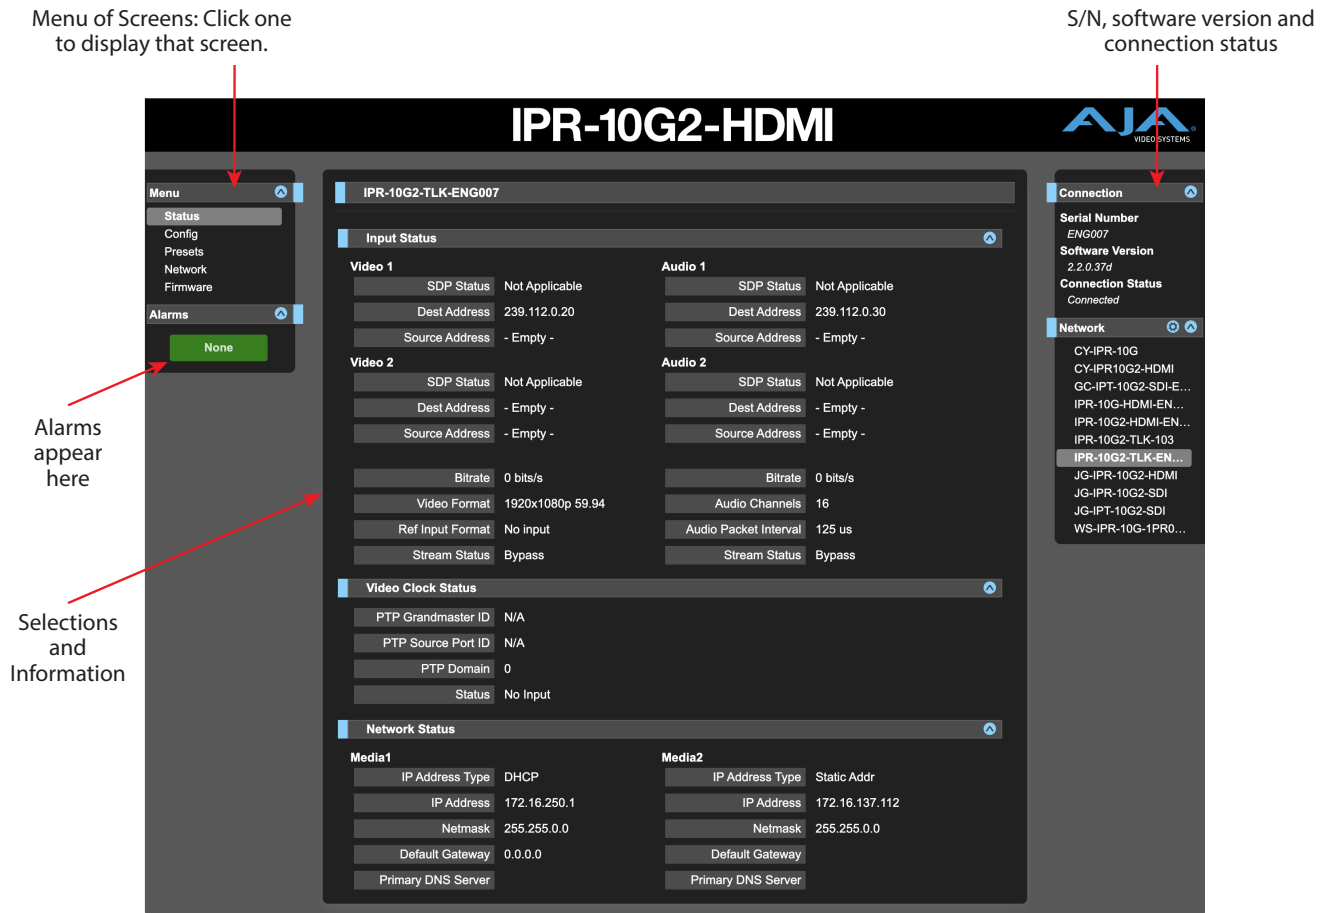 Menu of Screens: Click one
to display that screen.
S/N, software version and
connection status
IPR-10G2-HDMI
AJA
VIDEO SYSTEMS
Menu
Status
Config
Presets
Network
Firmware
Alarms
None
Alarms
appear
here
Selections
and
Information
IPR-10G2-TLK-ENG007
Input Status
Video 1
SDP Status Not Applicable
Dest Address 239.112.0.20
Source Address - Empty -
Video 2
SDP Status Not Applicable
Dest Address - Empty -
Source Address - Empty -
Bitrate 0 bits/s
Video Format 1920x1080p 59.94
Ref Input Format No input
Stream Status Bypass
Audio 1
SDP Status Not Applicable
Dest Address 239.112.0.30
Source Address - Empty -
Audio 2
SDP Status Not Applicable
Dest Address - Empty -
Source Address - Empty -
Bitrate 0 bits/s
Audio Channels 16
Audio Packet Interval 125 us
Stream Status Bypass
Video Clock Status
PTP Grandmaster ID N/A
PTP Source Port ID N/A
PTP Domain 0
Status No Input
Network Status
Media1
IP Address Type DHCP
IP Address 172.16.250.1
Netmask 255.255.0.0
Default Gateway 0.0.0.0
Primary DNS Server
Media2
IP Address Type Static Addr
IP Address 172.16.137.112
Netmask 255.255.0.0
Default Gateway
Primary DNS Server
Connection
Serial Number
ENG007
Software Version
2.2.0.37d
Connection Status
Connected
Network
CY-IPR-10G
CY-IPR10G2-HDMI
GC-IPT-10G2-SDI-E...
IPR-10G-HDMI-EN...
IPR-10G2-HDMI-EN...
IPR-10G2-TLK-103
IPR-10G2-TLK-EN...
JG-IPR-10G2-HDMI
JG-IPR-10G2-SDI
JG-IPT-10G2-SDI
WS-IPR-10G-1PR0...